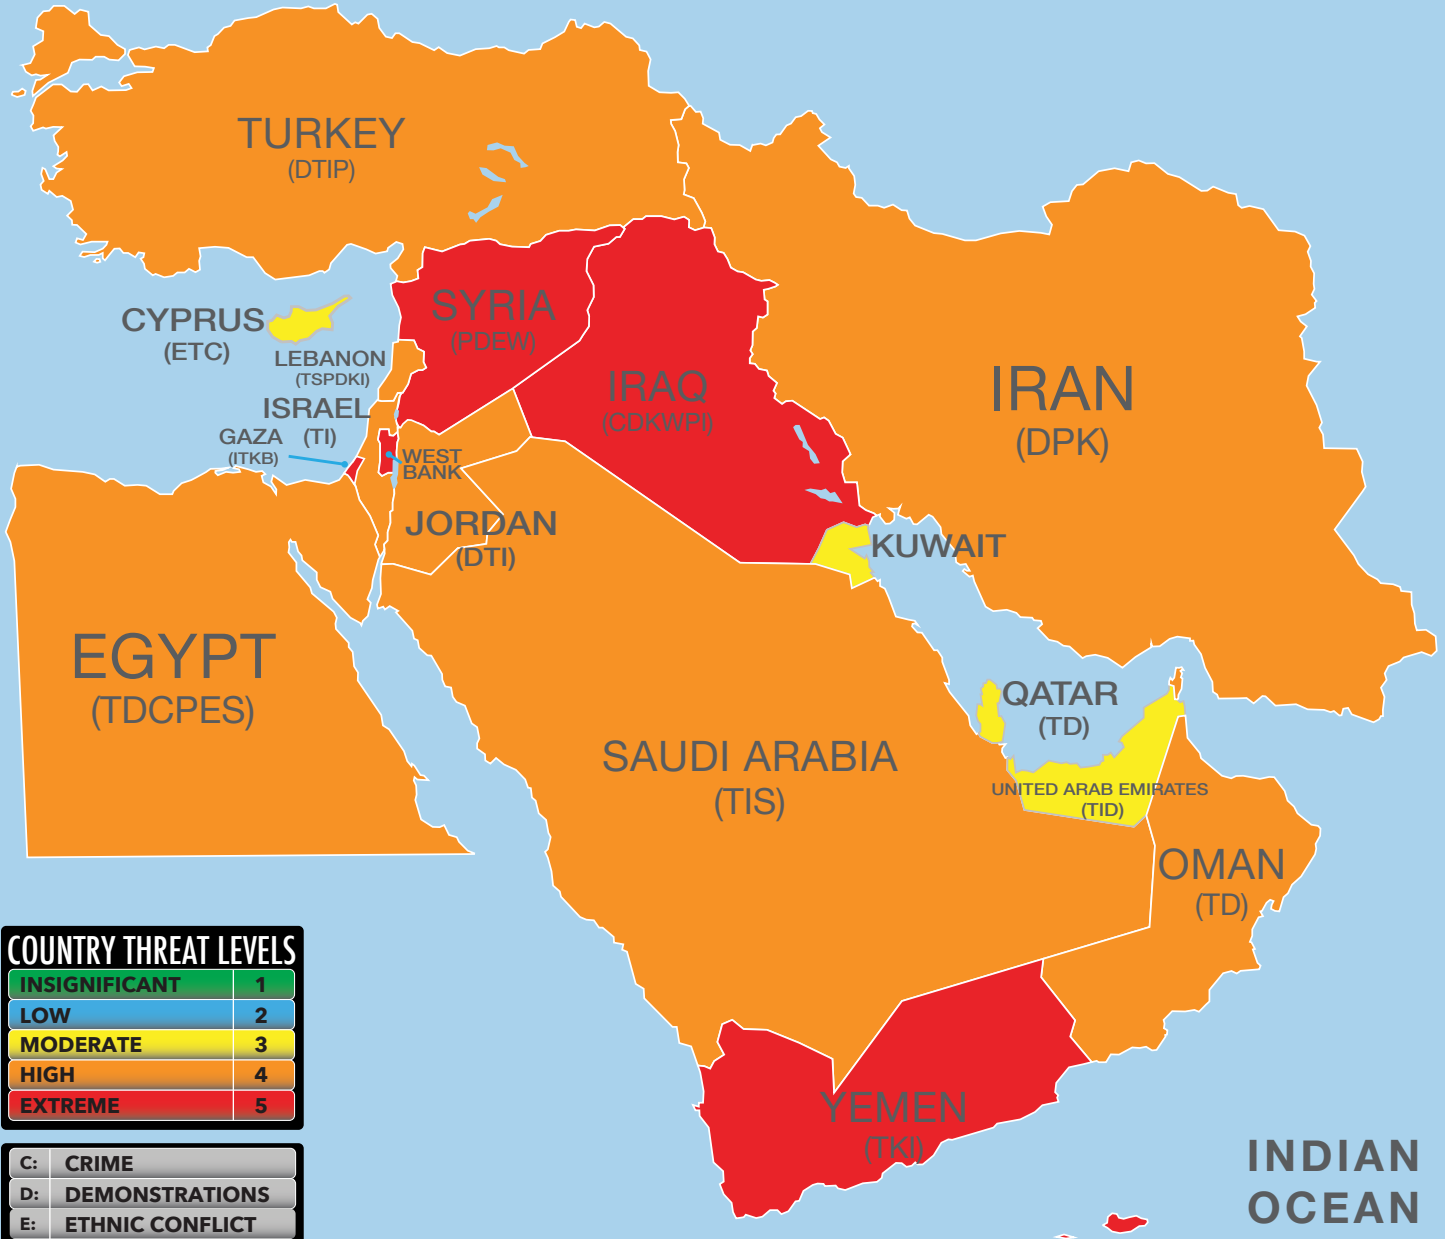 TURKEY
(DTIP)
SYRIA
(PDEW)
CYPRUS
(ETC)
LEBANON
(TSPDKI)
ISRAEL
(TI)
GAZA
(ITKB)
WEST
BANK
IRAQ
(CDKWPI)
IRAN
(DPK)
JORDAN
(DTI)
KUWAIT
EGYPT
(TDCPES)
QATAR
(TD)
SAUDI ARABIA
(TIS)
UNITED ARAB EMIRATES
(TID)
OMAN
(TD)
YEMEN
(TKI)
INDIAN
OCEAN
COUNTRY THREAT LEVELS
INSIGNIFICANT 1
LOW 2
MODERATE 3
HIGH 4
EXTREME 5
C: CRIME
D: DEMONSTRATIONS
E: ETHNIC CONFLICT